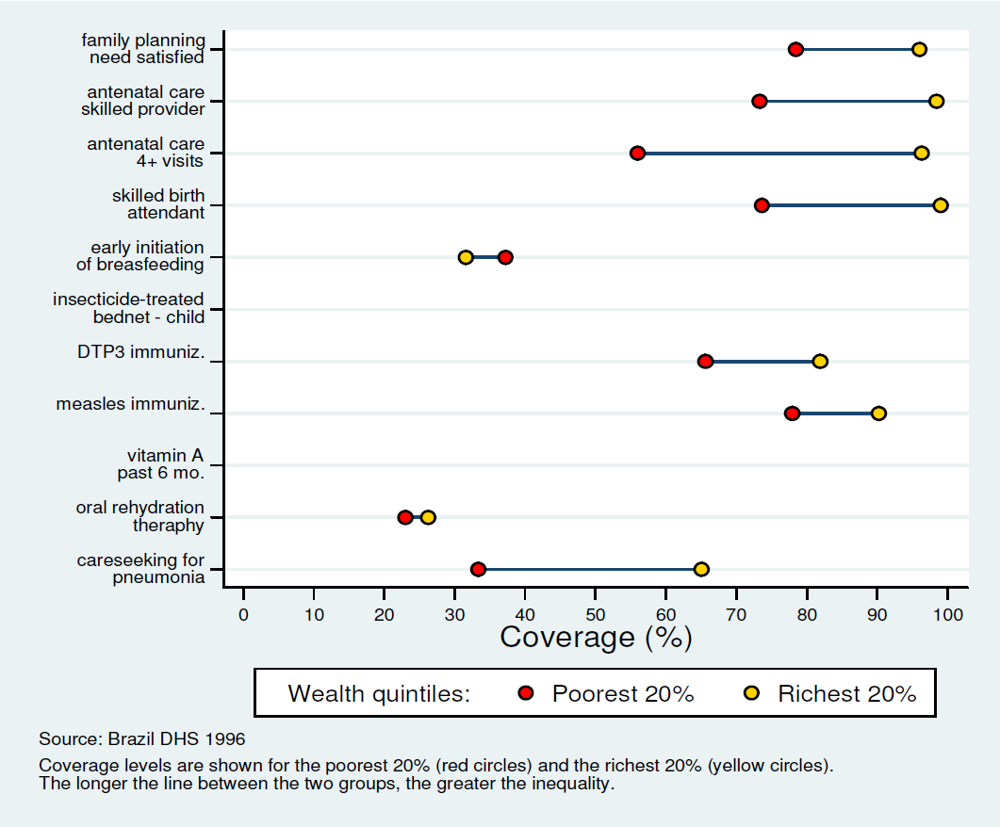 family planning
need satisfied
antenatal care
skilled provider
antenatal care
4+ visits
skilled birth
attendant
early initiation
of breasfeeding
insecticide-treated
bednet - child
DTP3 immuniz.
measles immuniz.
vitamin A
past 6 mo.
oral rehydration
theraphy
careseeking for
pneumonia
0 10 20 30 40 50 60 70 80 90 100
Coverage (%)
Wealth quintiles: Poorest 20% Richest 20%
Source: Brazil DHS 1996
Coverage levels are shown for the poorest 20% (red circles) and the richest 20% (yellow circles).
The longer the line between the two groups, the greater the inequality.